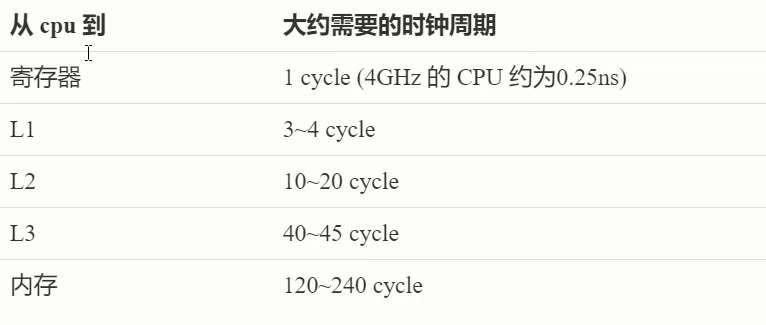 从 cpu 到 大约需要的时钟周期
寄存器 1 cycle (4GHz 的 CPU 约为0.25ns)
L1 3~4 cycle
L2 10~20 cycle
L3 40~45 cycle
内存 120~240 cycle